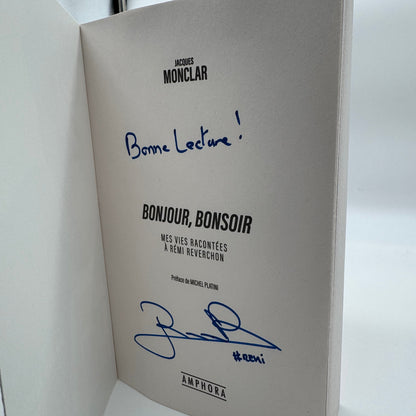 JACQUES
MONCLAR
Bonne Lecture !
BONJOUR, BONSOIR
MES VIES RACONTÉES
À RÉMI REVERCHON
Préface de MICHEL PLATINI
#REMI
AMPHORA